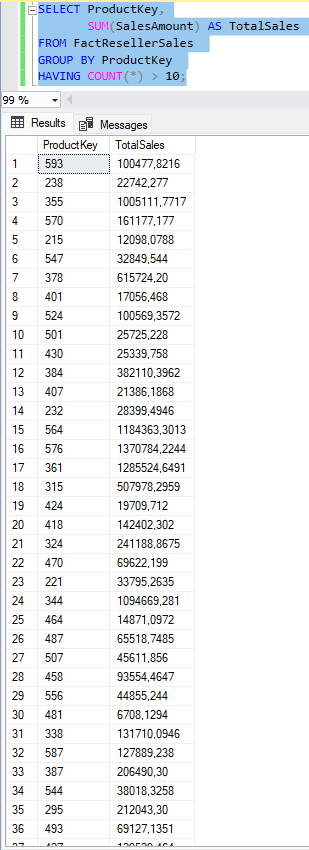 SELECT ProductKey,
SUM(SalesAmount) AS TotalSales
FROM FactResellerSales
GROUP BY ProductKey
HAVING COUNT(*) > 10;
99 %
Results Messages
ProductKey TotalSales
1 593 100477,8216
2 238 22742,277
3 355 1005111,7717
4 570 161177,177
5 215 12098,0788
6 547 32849,544
7 378 615724,20
8 401 17056,468
9 524 100569,3572
10 501 25725,228
11 430 25339,758
12 384 382110,3962
13 407 21386,1868
14 232 28399,4946
15 564 1184363,3013
16 576 1370784,2244
17 361 1285524,6491
18 315 507978,2959
19 424 19709,712
20 418 142402,302
21 324 241188,8675
22 470 69622,199
23 221 33795,2635
24 344 1094669,281
25 464 14871,0972
26 487 65518,7485
27 507 45611,856
28 458 93554,4647
29 556 44855,244
30 481 6708,1294
31 338 131710,0946
32 587 127889,238
33 387 206490,30
34 544 38018,3258
35 295 212043,30
36 493 69127,1351